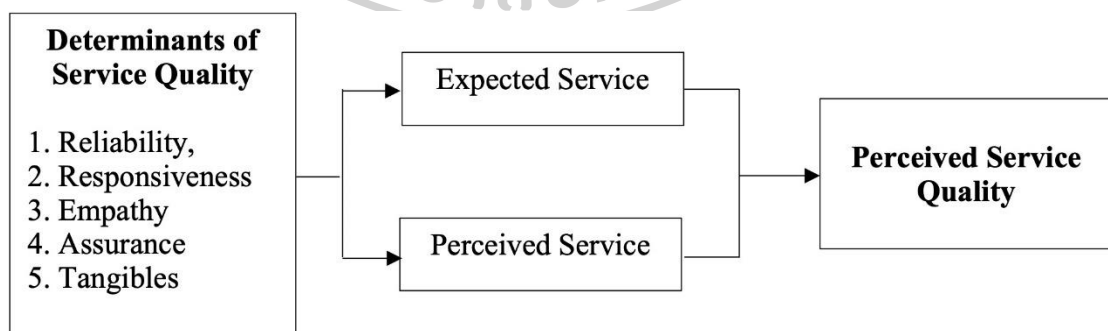 Determinants of
Service Quality
1. Reliability,
2. Responsiveness
3. Empathy
4. Assurance
5. Tangibles
Expected Service
Perceived Service
Perceived Service
Quality